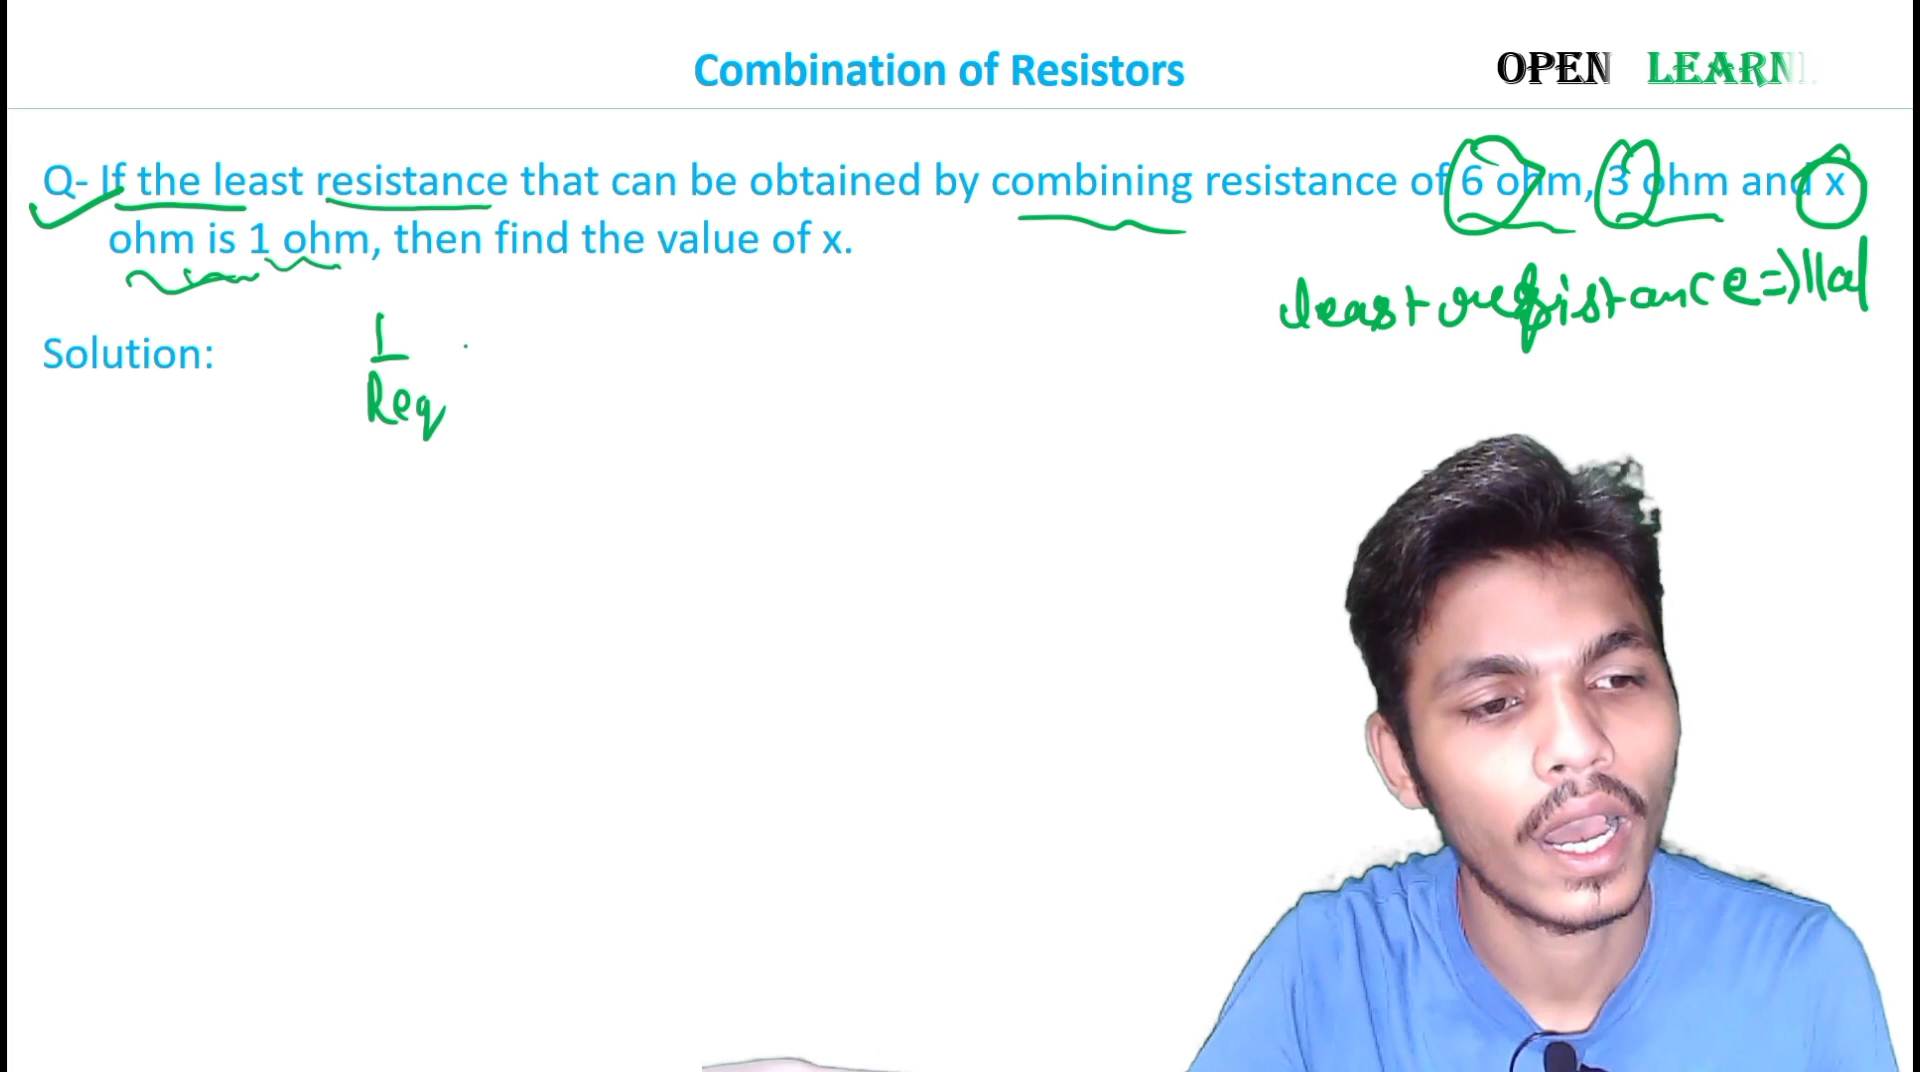 Combination of Resistors
OPEN LEARN
Q- If the least resistance that can be obtained by combining resistance of 6 ohm, 3 ohm and x
ohm is 1 ohm, then find the value of x.
least resistance => llal
Solution:
1
Req